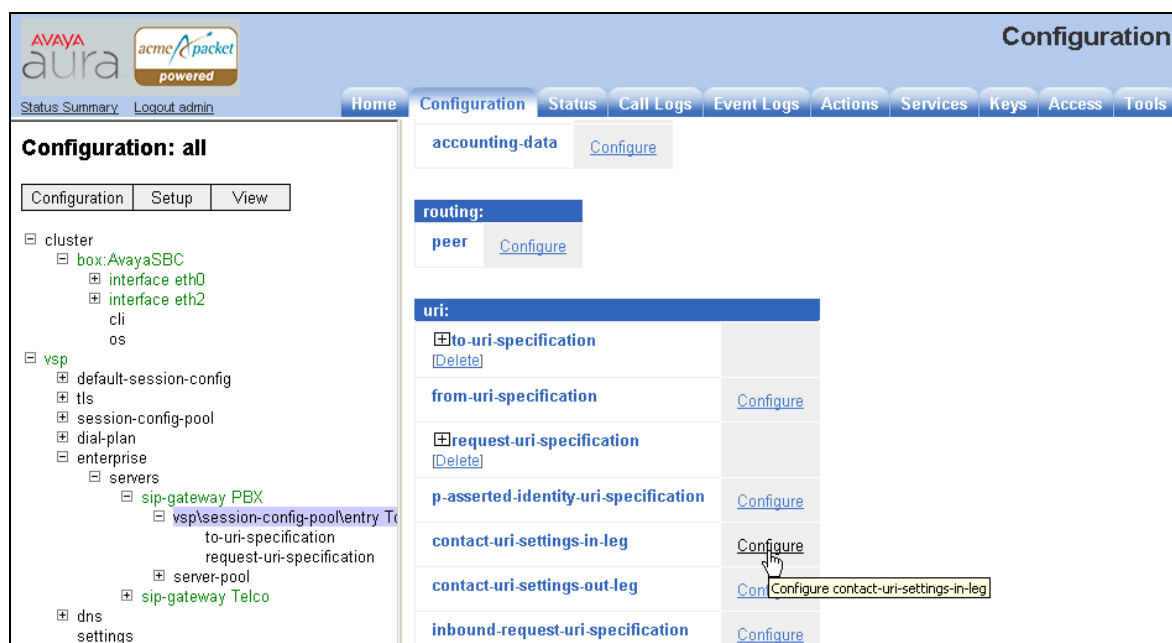 AVAYA
aura
acme packet
powered
Configuration
Status Summary Logout admin
Home Configuration Status Call Logs Event Logs Actions Services Keys Access Tools
Configuration: all
Configuration Setup View
cluster
box:AvayaSBC
interface eth0
interface eth2
cli
os
vsp
default-session-config
tls
session-config-pool
dial-plan
enterprise
servers
sip-gateway PBX
vsp\session-config-pool\entry To
to-uri-specification
request-uri-specification
server-pool
sip-gateway Telco
dns
settings
accounting-data Configure
routing:
peer Configure
uri:
to-uri-specification
[Delete]
from-uri-specification Configure
request-uri-specification
[Delete]
p-asserted-identity-uri-specification Configure
contact-uri-settings-in-leg Configure
contact-uri-settings-out-leg
Configure contact-uri-settings-in-leg
inbound-request-uri-specification Configure